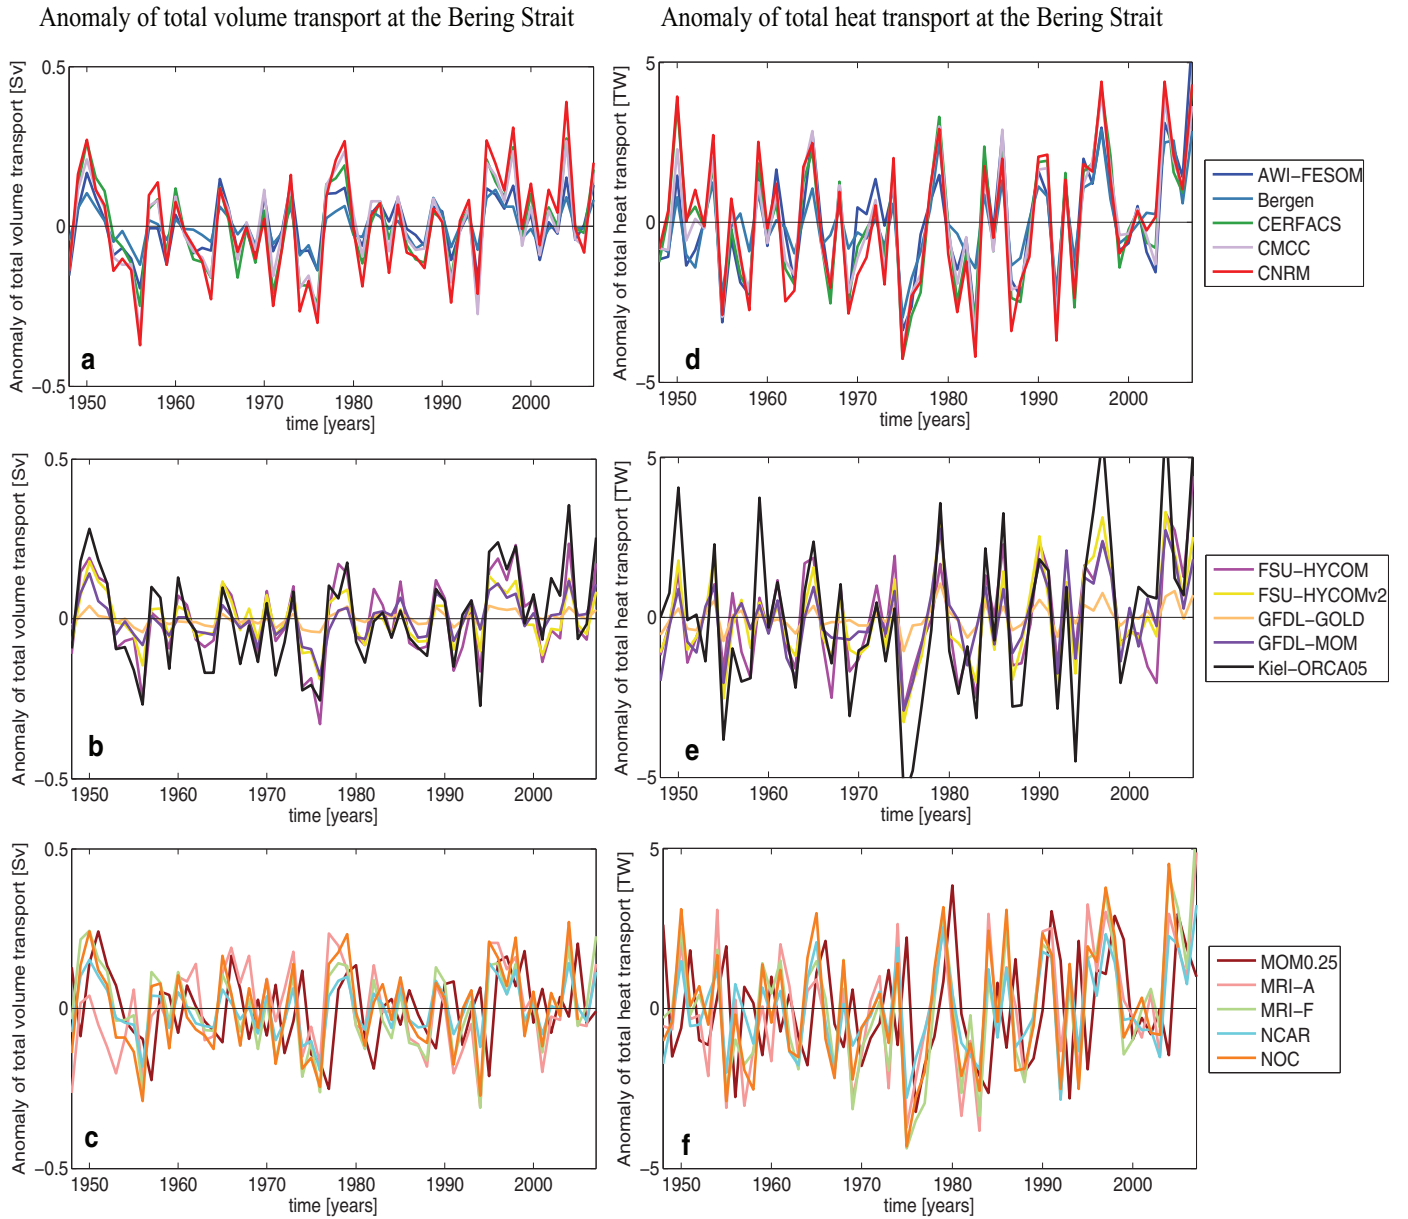 Anomaly of total volume transport at the Bering Strait
Anomaly of total heat transport at the Bering Strait
Anomaly of total volume transport [Sv]
0.5
0
−0.5
a
1950 1960 1970 1980 1990 2000
time [years]
Anomaly of total heat transport [TW]
5
0
−5
d
1950 1960 1970 1980 1990 2000
time [years]
AWI−FESOM
Bergen
CERFACS
CMCC
CNRM
Anomaly of total volume transport [Sv]
0.5
0
−0.5
b
1950 1960 1970 1980 1990 2000
time [years]
Anomaly of total heat transport [TW]
5
0
−5
e
1950 1960 1970 1980 1990 2000
time [years]
FSU−HYCOM
FSU−HYCOMv2
GFDL−GOLD
GFDL−MOM
Kiel−ORCA05
Anomaly of total volume transport [Sv]
0.5
0
−0.5
c
1950 1960 1970 1980 1990 2000
time [years]
Anomaly of total heat transport [TW]
5
0
−5
f
1950 1960 1970 1980 1990 2000
time [years]
MOM0.25
MRI−A
MRI−F
NCAR
NOC